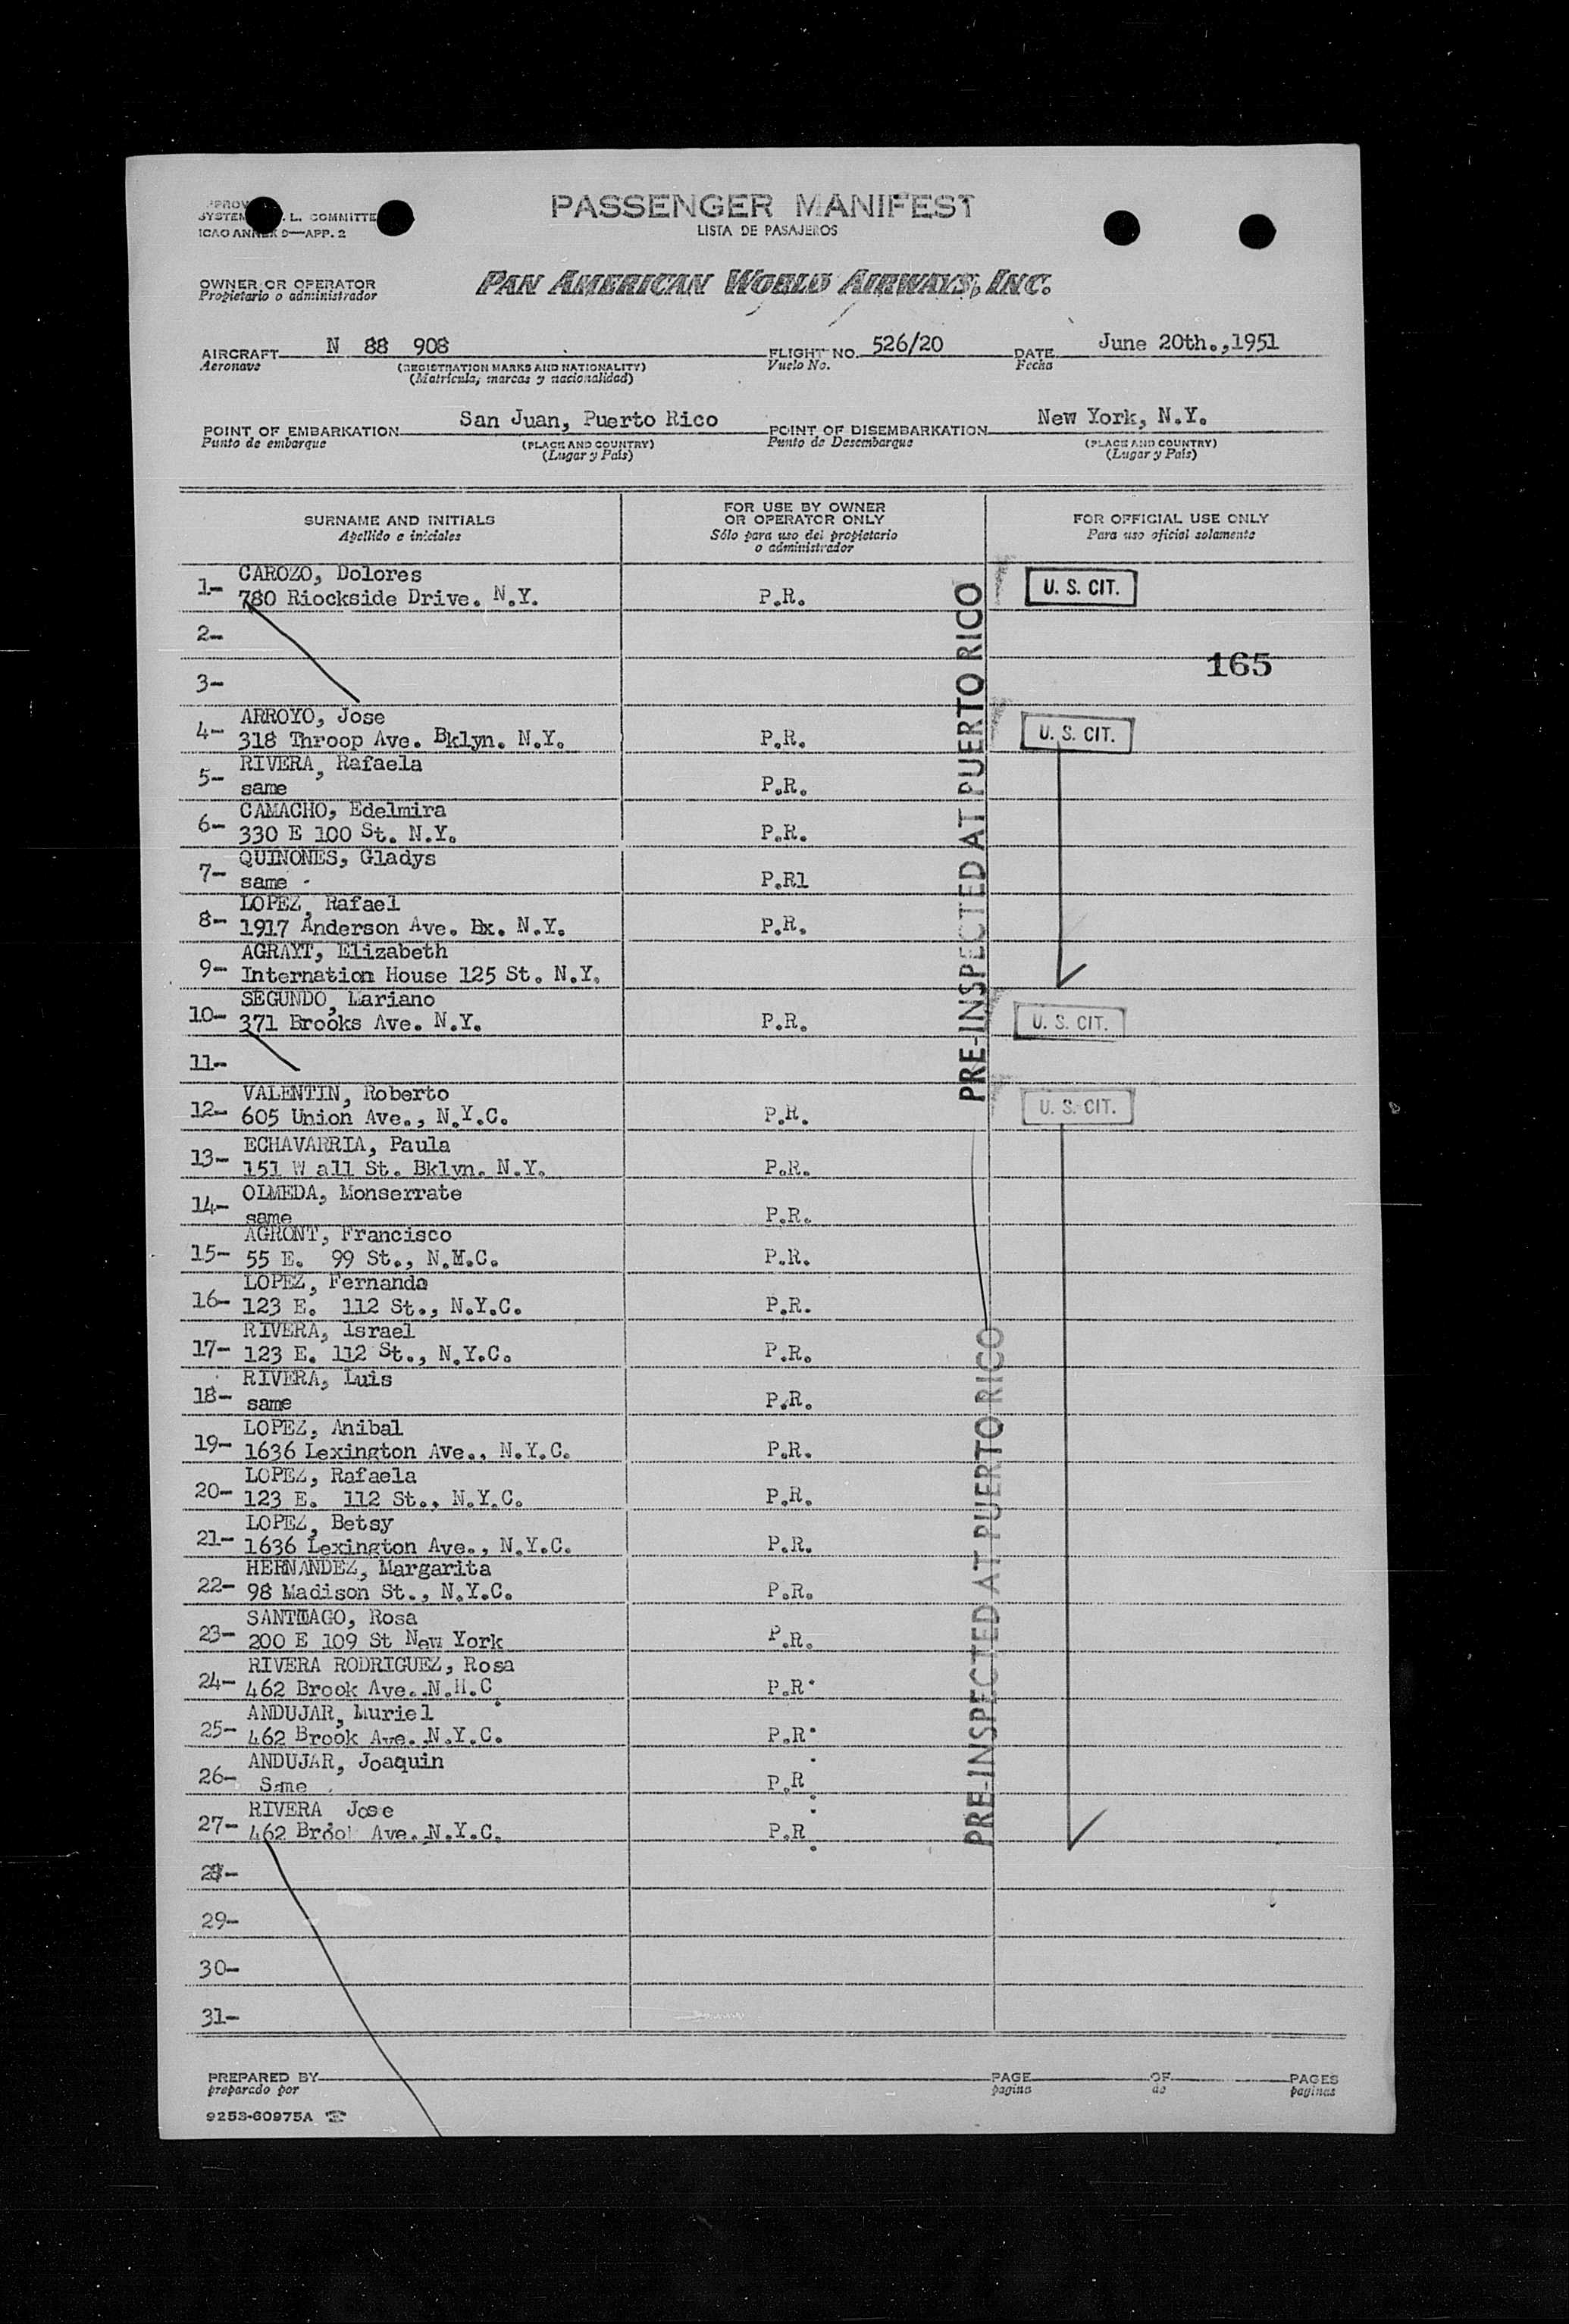 PASSENGER MANIFEST
LISTA DE PASAJEROS
L. COMMITTE
ICAO ANNEX 9—APP. 2
OWNER OR OPERATOR
Propietario o administrador
PAN AMERICAN WORLD AIRWAYS, INC.
AIRCRAFT N 88 908 FLIGHT NO. 526/20 DATE June 20th.,1951
Aeronave (REGISTRATION MARKS AND NATIONALITY) Vuelo No. Fecha
(Matrícula, marcas y nacionalidad)
POINT OF EMBARKATION San Juan, Puerto Rico POINT OF DISEMBARKATION New York, N.Y.
Punto de embarque (PLACE AND COUNTRY) Punto de Desembarque (PLACE AND COUNTRY)
(Lugar y País) (Lugar y País)
SURNAME AND INITIALS FOR USE BY OWNER OR OPERATOR ONLY FOR OFFICIAL USE ONLY
Apellido e iniciales Sólo para uso del propietario o administrador Para uso oficial solamente
CAROZO, Dolores
1- 780 Riockside Drive. N.Y. P.R. U. S. CIT.
2-
165
3-
ARROYO, Jose
4- 318 Throop Ave. Bklyn. N.Y. P.R. U. S. CIT.
RIVERA, Rafaela
5- same P.R.
CAMACHO, Edelmira
6- 330 E 100 St. N.Y. P.R.
QUINONES, Gladys
7- same - P.R1
LOPEZ, Rafael
8- 1917 Anderson Ave. Bx. N.Y. P.R.
AGRAYT, Elizabeth
9- Internation House 125 St. N.Y.
SEGUNDO, Mariano
10- 371 Brooks Ave. N.Y. P.R. U. S. CIT.
11-
VALENTIN, Roberto
12- 605 Union Ave., N.Y.C. P.R. U. S. CIT.
ECHAVARRIA, Paula
13- 151 W all St. Bklyn. N.Y. P.R.
OLMEDA, Monserrate
14- same P.R.
AGRONT, Francisco
15- 55 E. 99 St., P.R.
LOPEZ, Fernando
16- 123 E. 112 St., N.Y.C. P.R.
RIVERA, Israel
17- 123 E. 112 St., N.Y.C. P.R.
RIVERA, Luis
18- same P.R.
LOPEZ, Anibal
19- 1636 Lexington Ave., N.Y.C. P.R.
LOPEZ, Rafaela
20- 123 E. 112 St., N.Y.C. P.R.
LOPEZ, Betsy
21- 1636 Lexington Ave., N.Y.C. P.R.
HERNANDEZ, Margarita
22- 98 Madison St., N.Y.C. P.R.
Rosa
23- 200 E 109 St New York P.R.
RIVERA RODRIGUEZ, Rosa
24- 462 Brook Ave. P.R.
ANDUJAR, Muriel
25- 462 Brook Ave. N.Y.C. P.R.
ANDUJAR, Joaquin
26- Same P.R.
RIVERA Jose
27- 462 Ave. N.Y.C. P.R.
28-
29-
30-
31-
PRE-INSPECTED AT PUERTO RICO
PRE-INSPECTED AT PUERTO RICO
PREPARED BY PAGE OF PAGES
preparado por pagina de paginas
9253-60975A